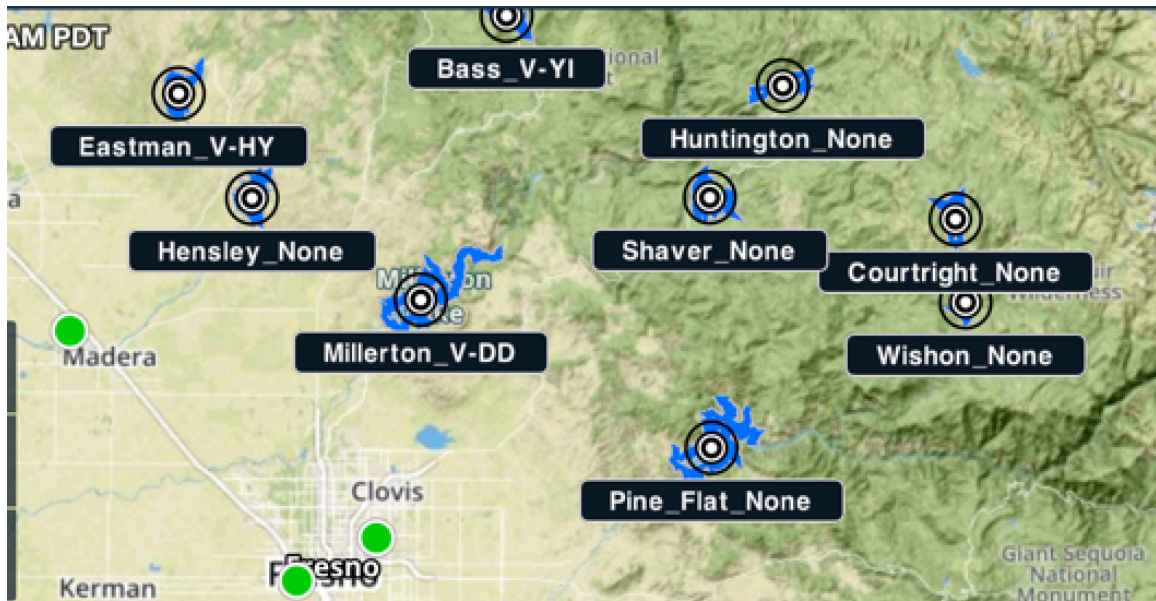 AM PDT
Bass_V-YI
ional
Huntington_None
Eastman_V-HY
Hensley_None
Shaver_None
Courtright_None
Millerton_V-DD
Wishon_None
Madera
Pine_Flat_None
Clovis
Fresno
Kerman
Giant Sequoia
National
Monument